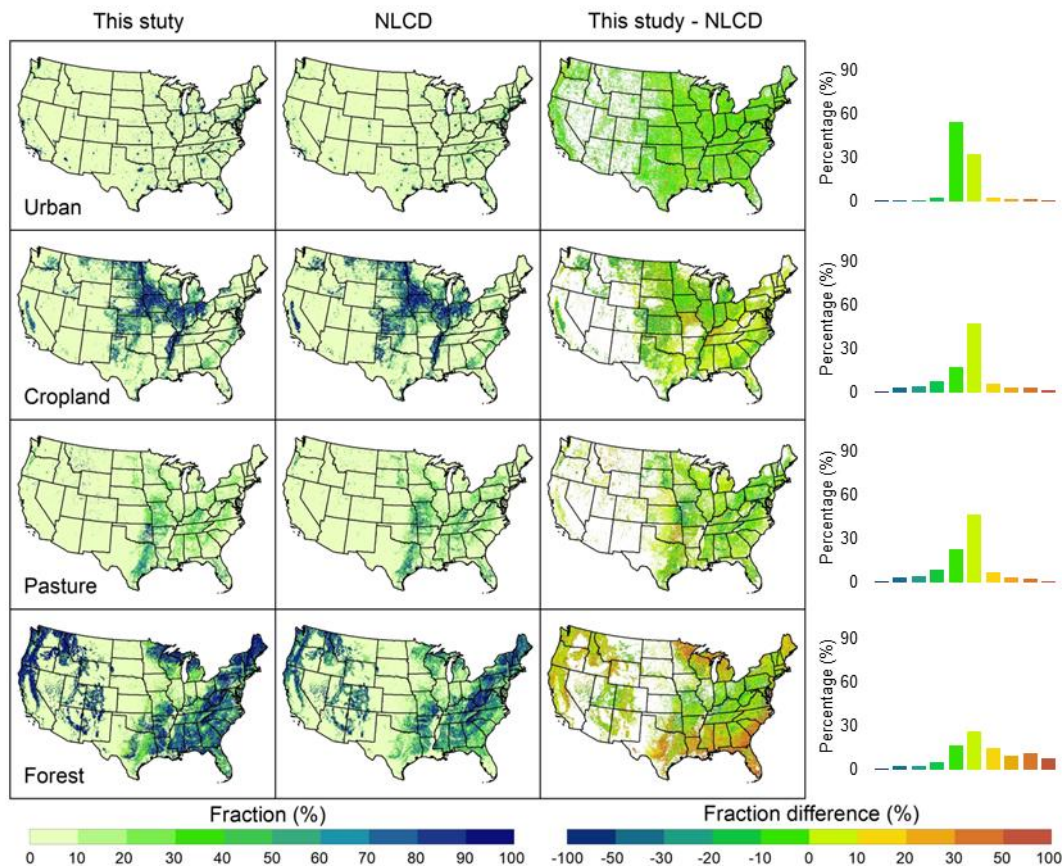 This stuty
NLCD
This study - NLCD
Urban
Percentage (%)
90
60
30
0
Cropland
Percentage (%)
90
60
30
0
Pasture
Percentage (%)
90
60
30
0
Forest
Percentage (%)
90
60
30
0
Fraction (%)
0 10 20 30 40 50 60 70 80 90 100
Fraction difference (%)
-100 -50 -30 -20 -10 0 10 20 30 50 100